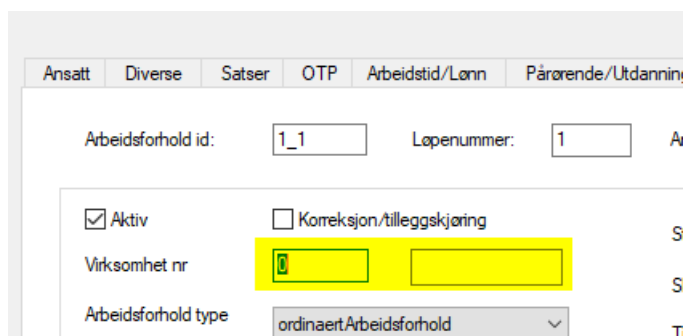 Ansatt Diverse Satser OTP Arbeidstid/Lønn Pårørende/Utdanning
Arbeidsforhold id: 1_1 Løpenummer: 1
Aktiv Korreksjon/tilleggskjøring
Virksomhet nr 0
Arbeidsforhold type ordinaertArbeidsforhold